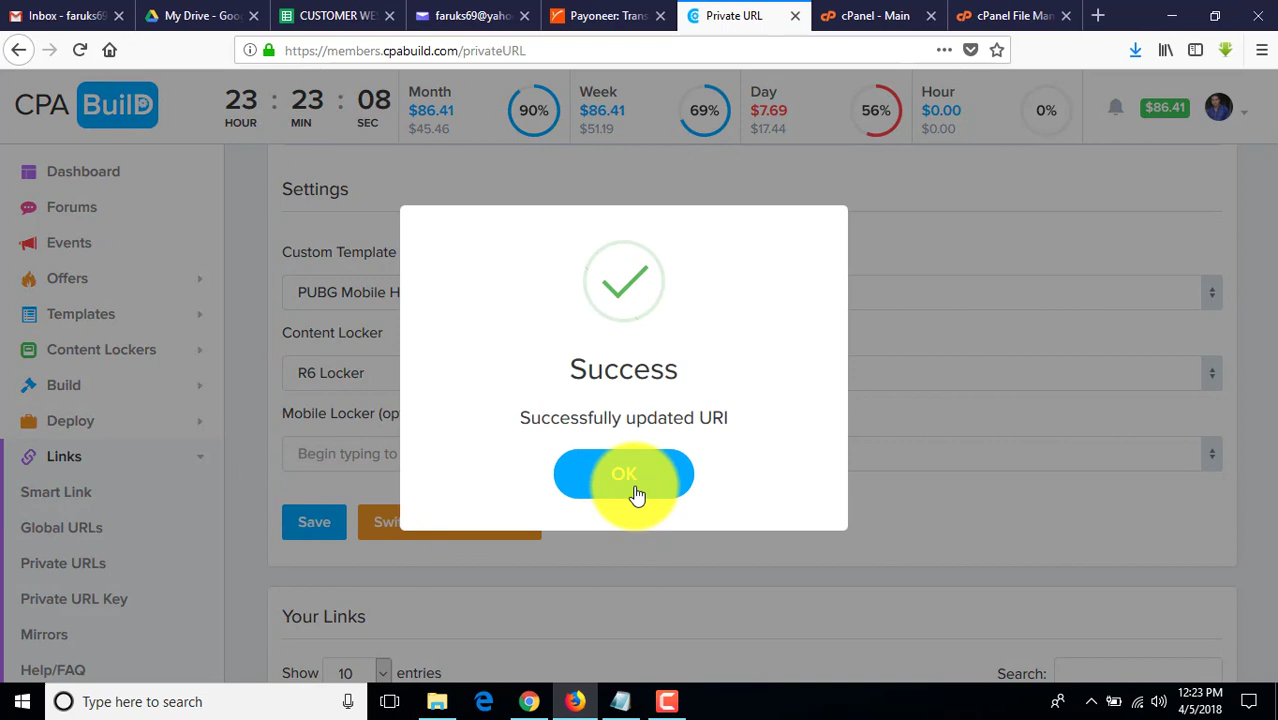 Inbox - faruks69
My Drive - Goog
CUSTOMER WE
faruks69@yaho
Payoneer: Trans
Private URL
cPanel - Main
cPanel File Man
https://members.cpabuild.com/privateURL
CPA BuilD
23 : 23 : 08
HOUR MIN SEC
Month
$86.41
$45.46
90%
Week
$86.41
$51.19
69%
Day
$7.69
$17.44
56%
Hour
$0.00
$0.00
0%
$86.41
Dashboard
Forums
Events
Offers
Templates
Content Lockers
Build
Deploy
Links
Smart Link
Global URLs
Private URLs
Private URL Key
Mirrors
Help/FAQ
Settings
Custom Template
PUBG Mobile H
Content Locker
R6 Locker
Mobile Locker (op
Begin typing to
Save
Swi
Success
Successfully updated URI
OK
Your Links
Show 10 entries
Search:
Type here to search
12:23 PM
4/5/2018